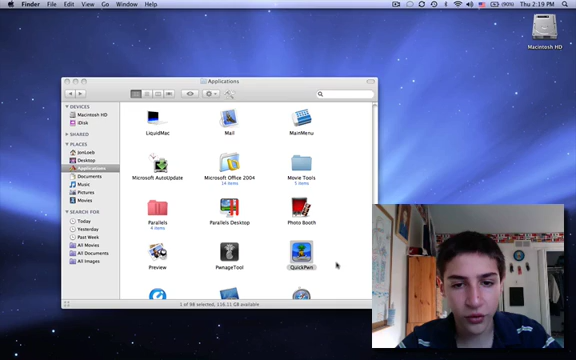 Finder File Edit View Go Window Help
(90%) Thu 2:19 PM
Macintosh HD
Applications
DEVICES
Macintosh HD
iDisk
SHARED
PLACES
JonLoeb
Desktop
Applications
Documents
Music
Pictures
Movies
SEARCH FOR
Today
Yesterday
Past Week
All Movies
All Documents
All Images
LiquidMac
Mail
MainMenu
Microsoft AutoUpdate
Microsoft Office 2004
14 items
Movie Tools
5 items
Parallels
4 items
Parallels Desktop
Photo Booth
Preview
PwnageTool
QuickPwn
1 of 98 selected, 116.11 GB available